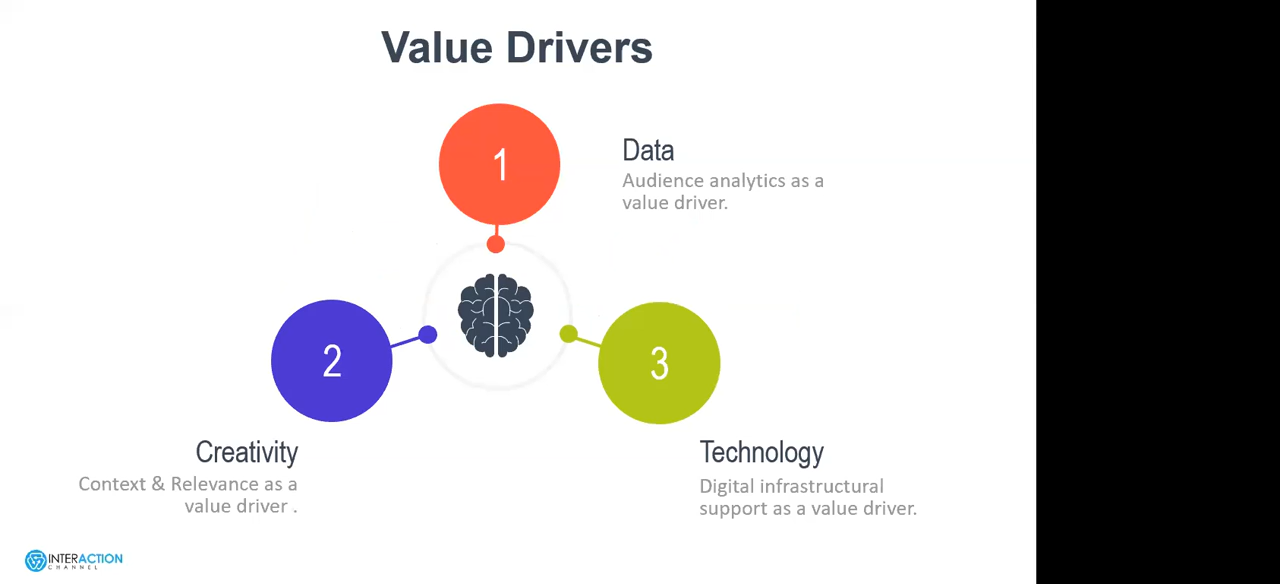 Value Drivers
1
Data
Audience analytics as a
value driver.
2
3
Creativity
Context & Relevance as a
value driver .
Technology
Digital infrastructural
support as a value driver.
INTERACTION
CHANNEL